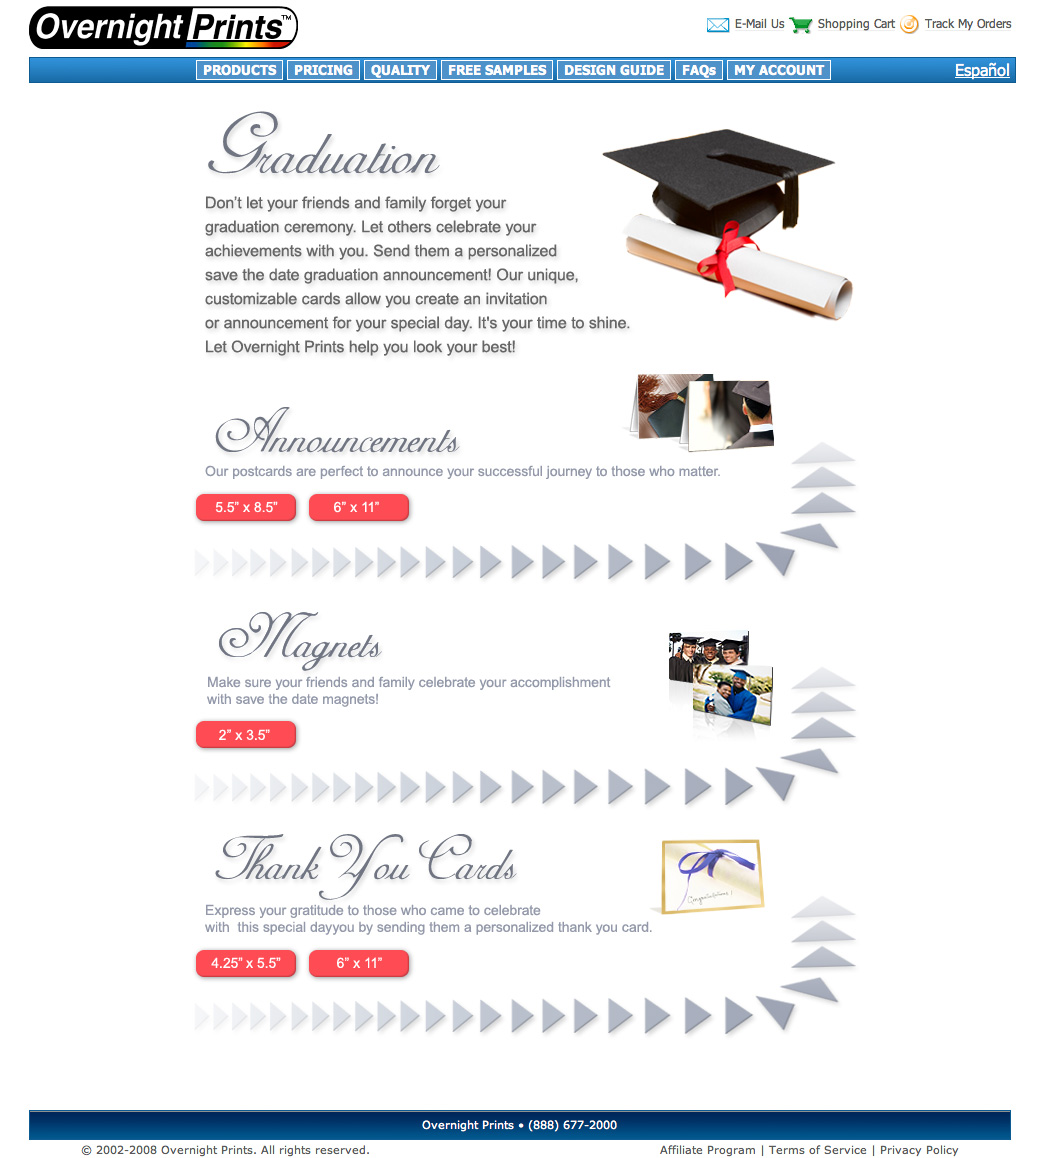 Overnight Prints™
E-Mail Us Shopping Cart Track My Orders
PRODUCTS PRICING QUALITY FREE SAMPLES DESIGN GUIDE FAQs MY ACCOUNT Español
Graduation
Don't let your friends and family forget your
graduation ceremony. Let others celebrate your
achievements with you. Send them a personalized
save the date graduation announcement! Our unique,
customizable cards allow you create an invitation
or announcement for your special day. It's your time to shine.
Let Overnight Prints help you look your best!
Announcements
Our postcards are perfect to announce your successful journey to those who matter.
5.5” x 8.5” 6” x 11”
Magnets
Make sure your friends and family celebrate your accomplishment
with save the date magnets!
2” x 3.5”
Thank You Cards
Congratulations!
Express your gratitude to those who came to celebrate
with this special dayyou by sending them a personalized thank you card.
4.25” x 5.5” 6” x 11”
Overnight Prints • (888) 677-2000
© 2002-2008 Overnight Prints. All rights reserved. Affiliate Program | Terms of Service | Privacy Policy